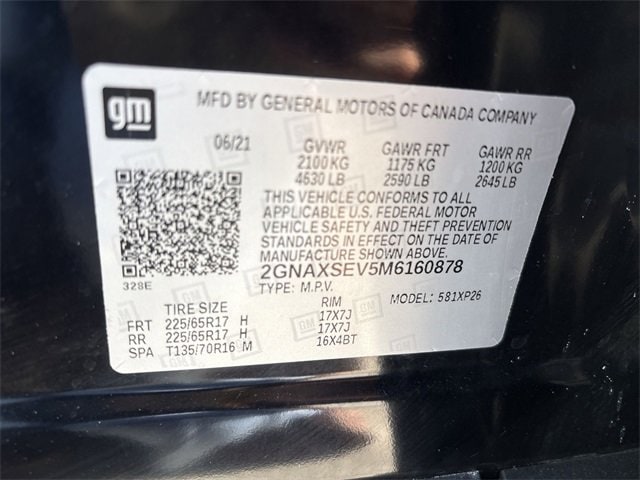 gm
MFD BY GENERAL MOTORS OF CANADA COMPANY
06/21 GVWR GAWR FRT GAWR RR
2100 KG 1175 KG 1200 KG
4630 LB 2590 LB 2645 LB
THIS VEHICLE CONFORMS TO ALL
APPLICABLE U.S. FEDERAL MOTOR
VEHICLE SAFETY AND THEFT PREVENTION
STANDARDS IN EFFECT ON THE DATE
OF MANUFACTURE SHOWN ABOVE.
2GNAXSEV5M6160878
328E
TYPE: M.P.V. MODEL: 581XP26
TIRE SIZE RIM
FRT 225/65R17 H 17X7J
RR 225/65R17 H 17X7J
SPA T135/70R16 M 16X4BT